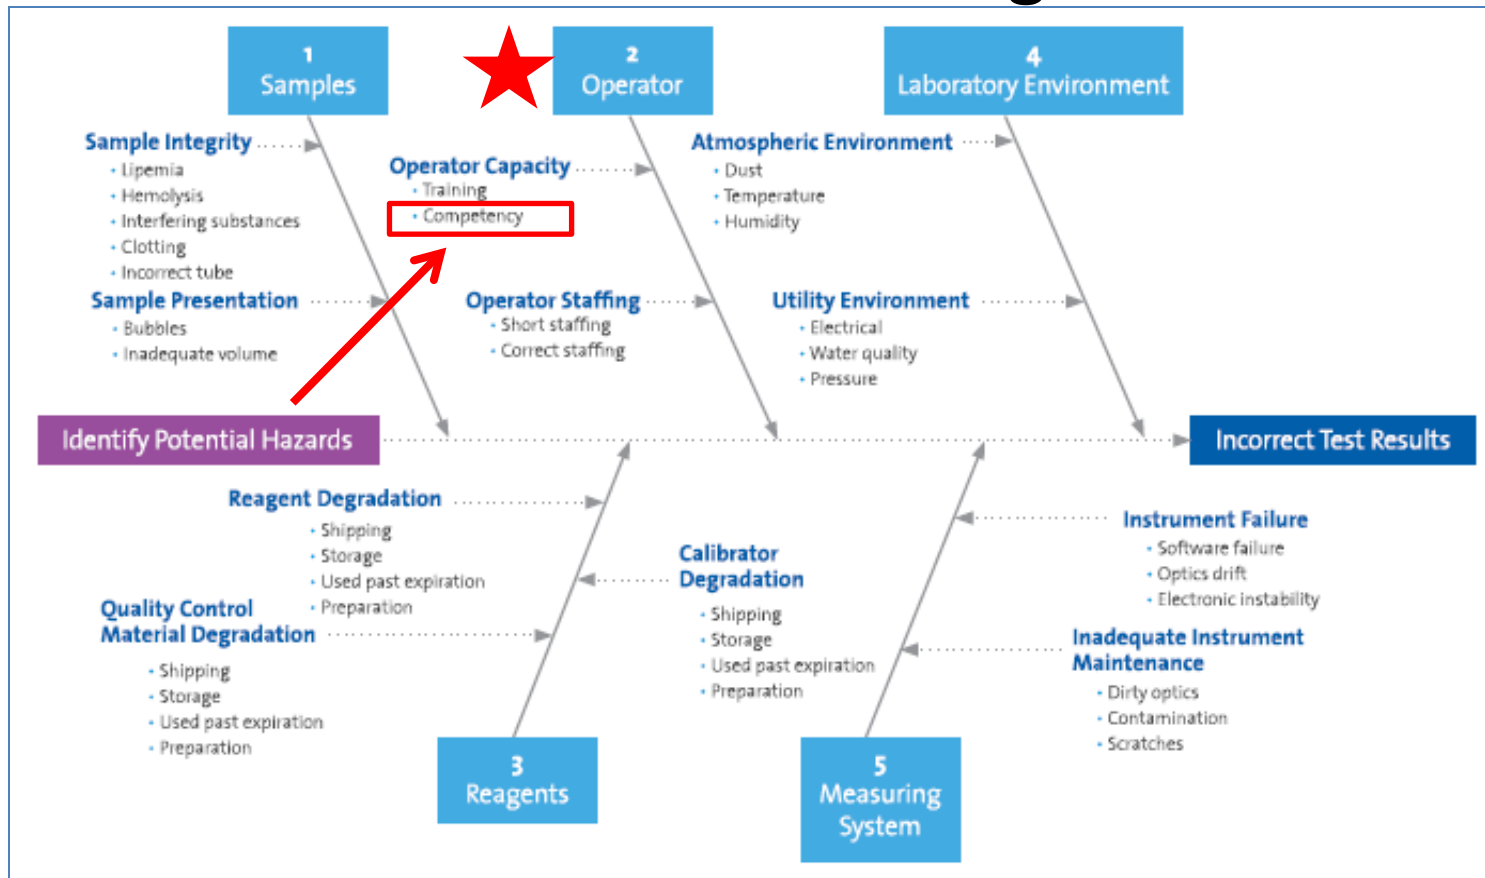 1
Samples
2
Operator
4
Laboratory Environment
Sample Integrity
• Lipemia
• Hemolysis
• Interfering substances
• Clotting
• Incorrect tube
Sample Presentation
• Bubbles
• Inadequate volume
Operator Capacity
• Training
• Competency
Operator Staffing
• Short staffing
• Correct staffing
Atmospheric Environment
• Dust
• Temperature
• Humidity
Utility Environment
• Electrical
• Water quality
• Pressure
Identify Potential Hazards
Incorrect Test Results
Reagent Degradation
• Shipping
• Storage
• Used past expiration
• Preparation
Quality Control
Material Degradation
• Shipping
• Storage
• Used past expiration
• Preparation
Calibrator
Degradation
• Shipping
• Storage
• Used past expiration
• Preparation
Instrument Failure
• Software failure
• Optics drift
• Electronic instability
Inadequate Instrument
Maintenance
• Dirty optics
• Contamination
• Scratches
3
Reagents
5
Measuring
System